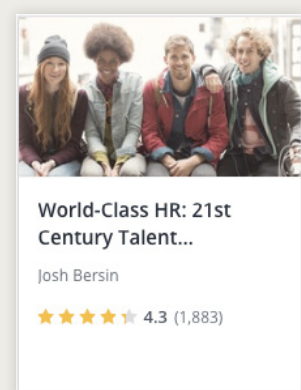 World-Class HR: 21st
Century Talent...
Josh Bersin
4.3 (1,883)